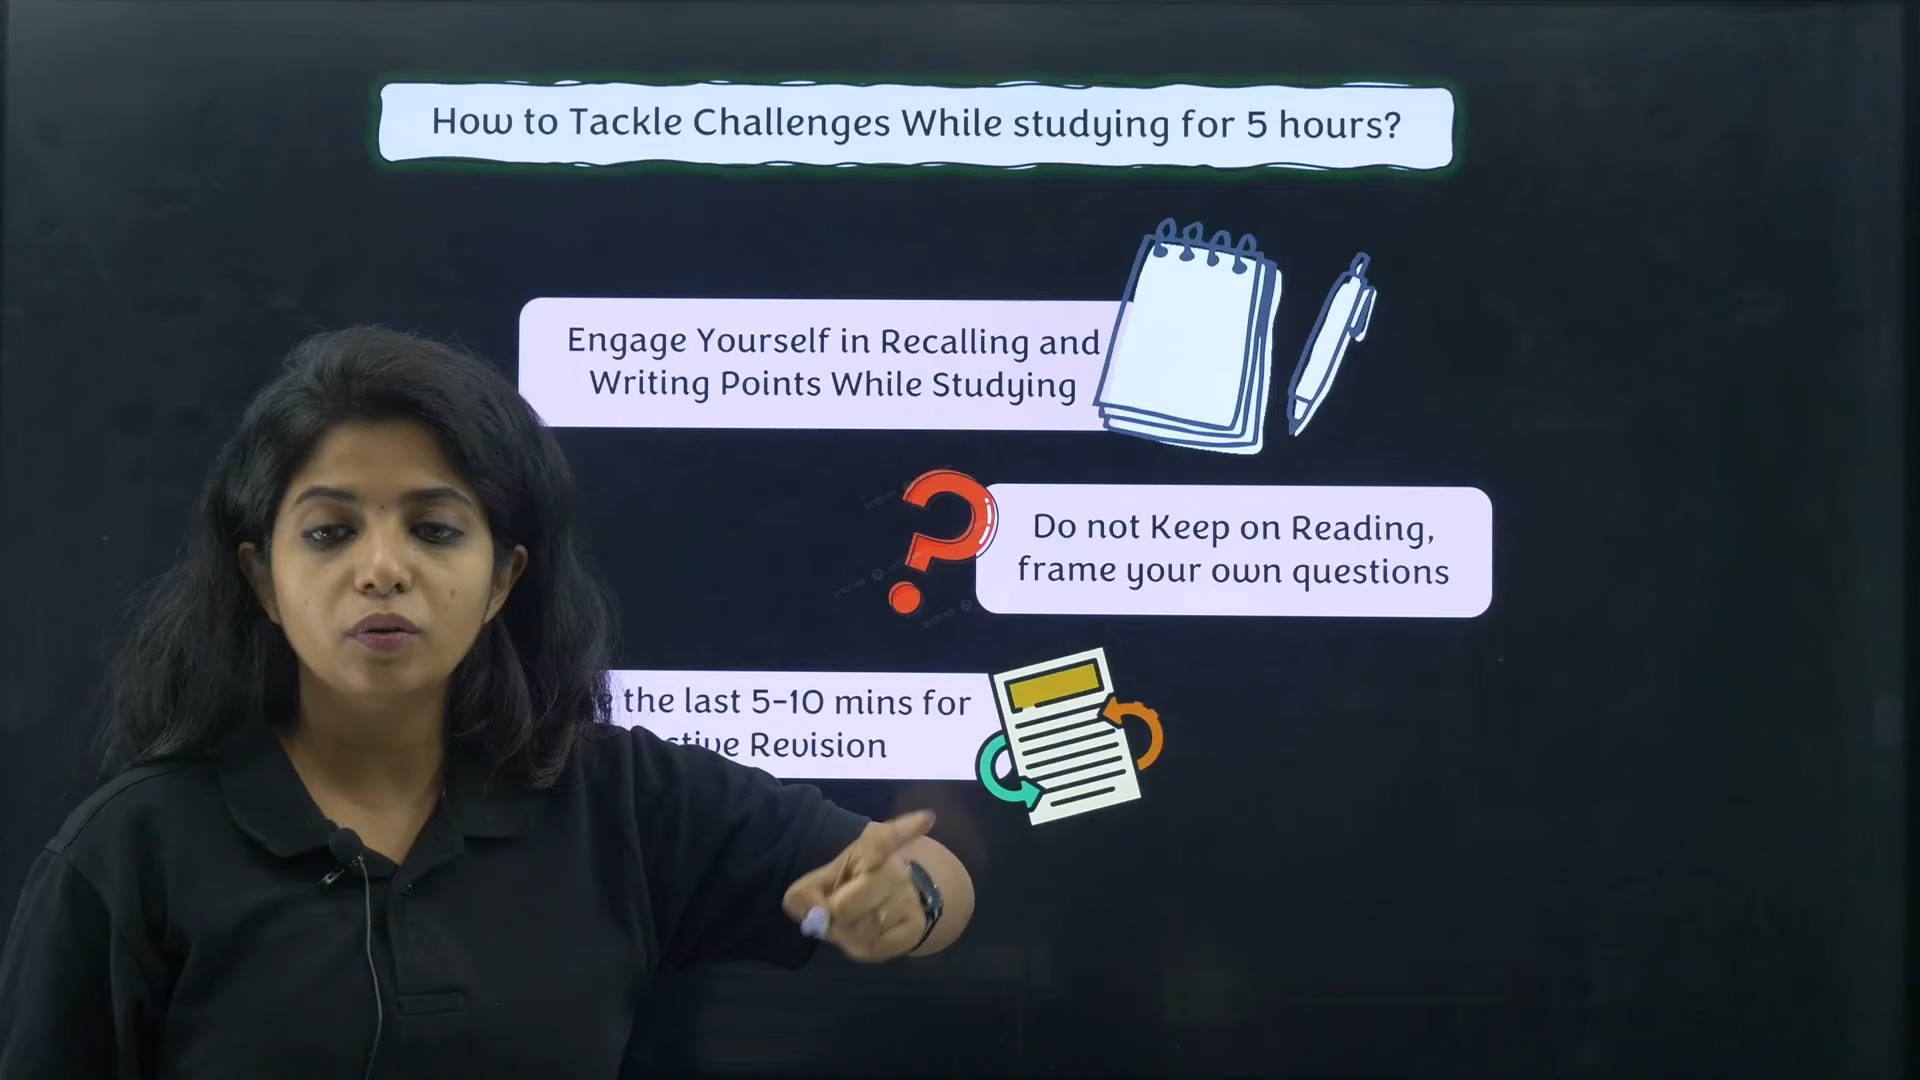 How to Tackle Challenges While studying for 5 hours?
Engage Yourself in Recalling and
Writing Points While Studying
Do not Keep on Reading,
frame your own questions
the last 5-10 mins for
Revision